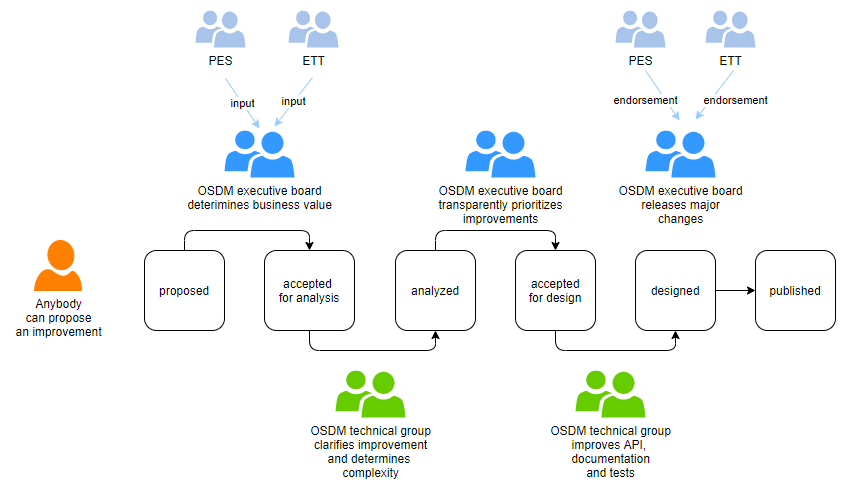 PES
ETT
PES
ETT
input
input
endorsement
endorsement
OSDM executive board
determines business value
OSDM executive board
transparently prioritizes
improvements
OSDM executive board
releases major
changes
Anybody
can propose
an improvement
proposed
accepted
for analysis
analyzed
accepted
for design
designed
published
OSDM technical group
clarifies improvement
and determines
complexity
OSDM technical group
improves API,
documentation
and tests